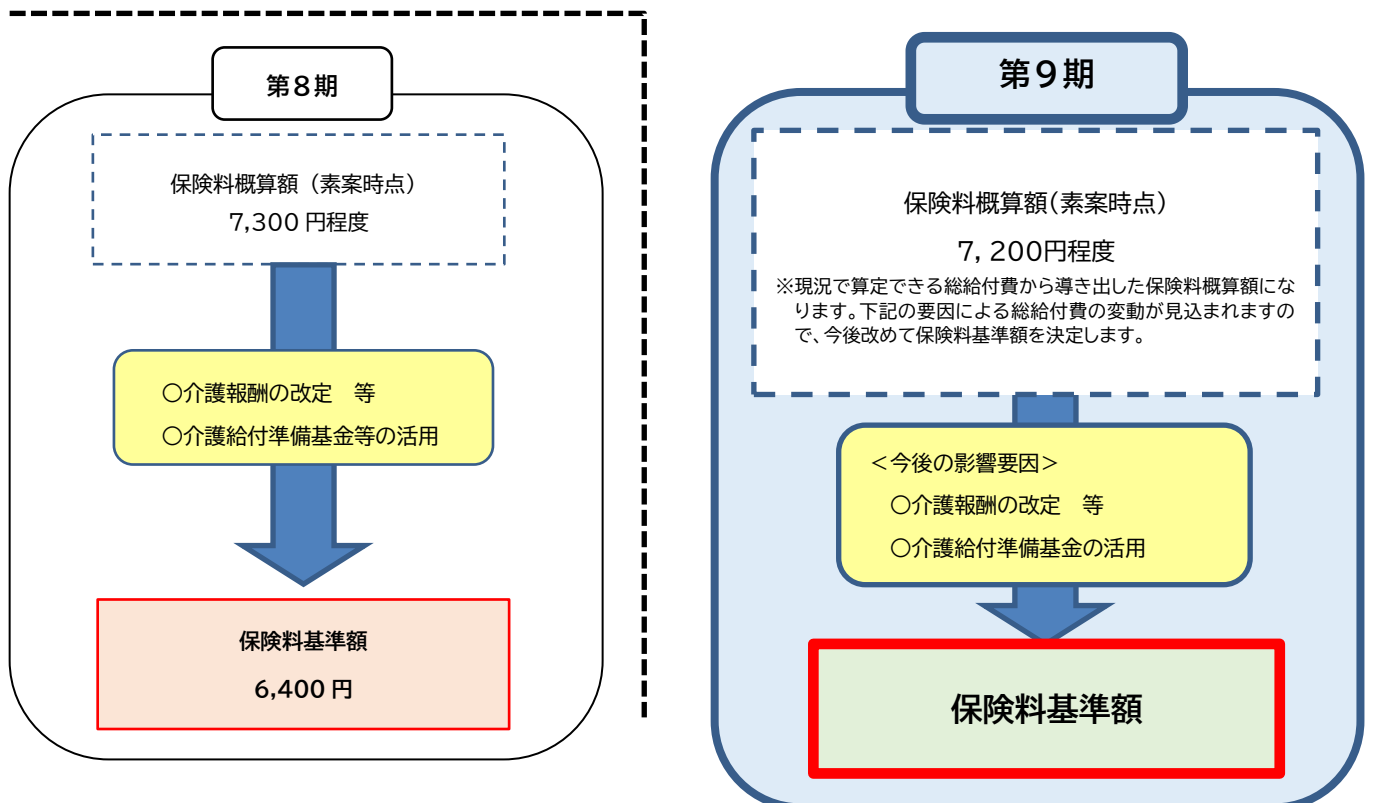 第8期
保険料概算額（素案時点）
7,300 円程度
○介護報酬の改定　等
○介護給付準備基金等の活用
保険料基準額
6,400 円
第9期
保険料概算額（素案時点）
7，200円程度
※現況で算定できる総給付費から導き出した保険料概算額にな
ります。下記の要因による総給付費の変動が見込まれますの
で、今後改めて保険料基準額を決定します。
＜今後の影響要因＞
○介護報酬の改定　等
○介護給付準備基金の活用
保険料基準額